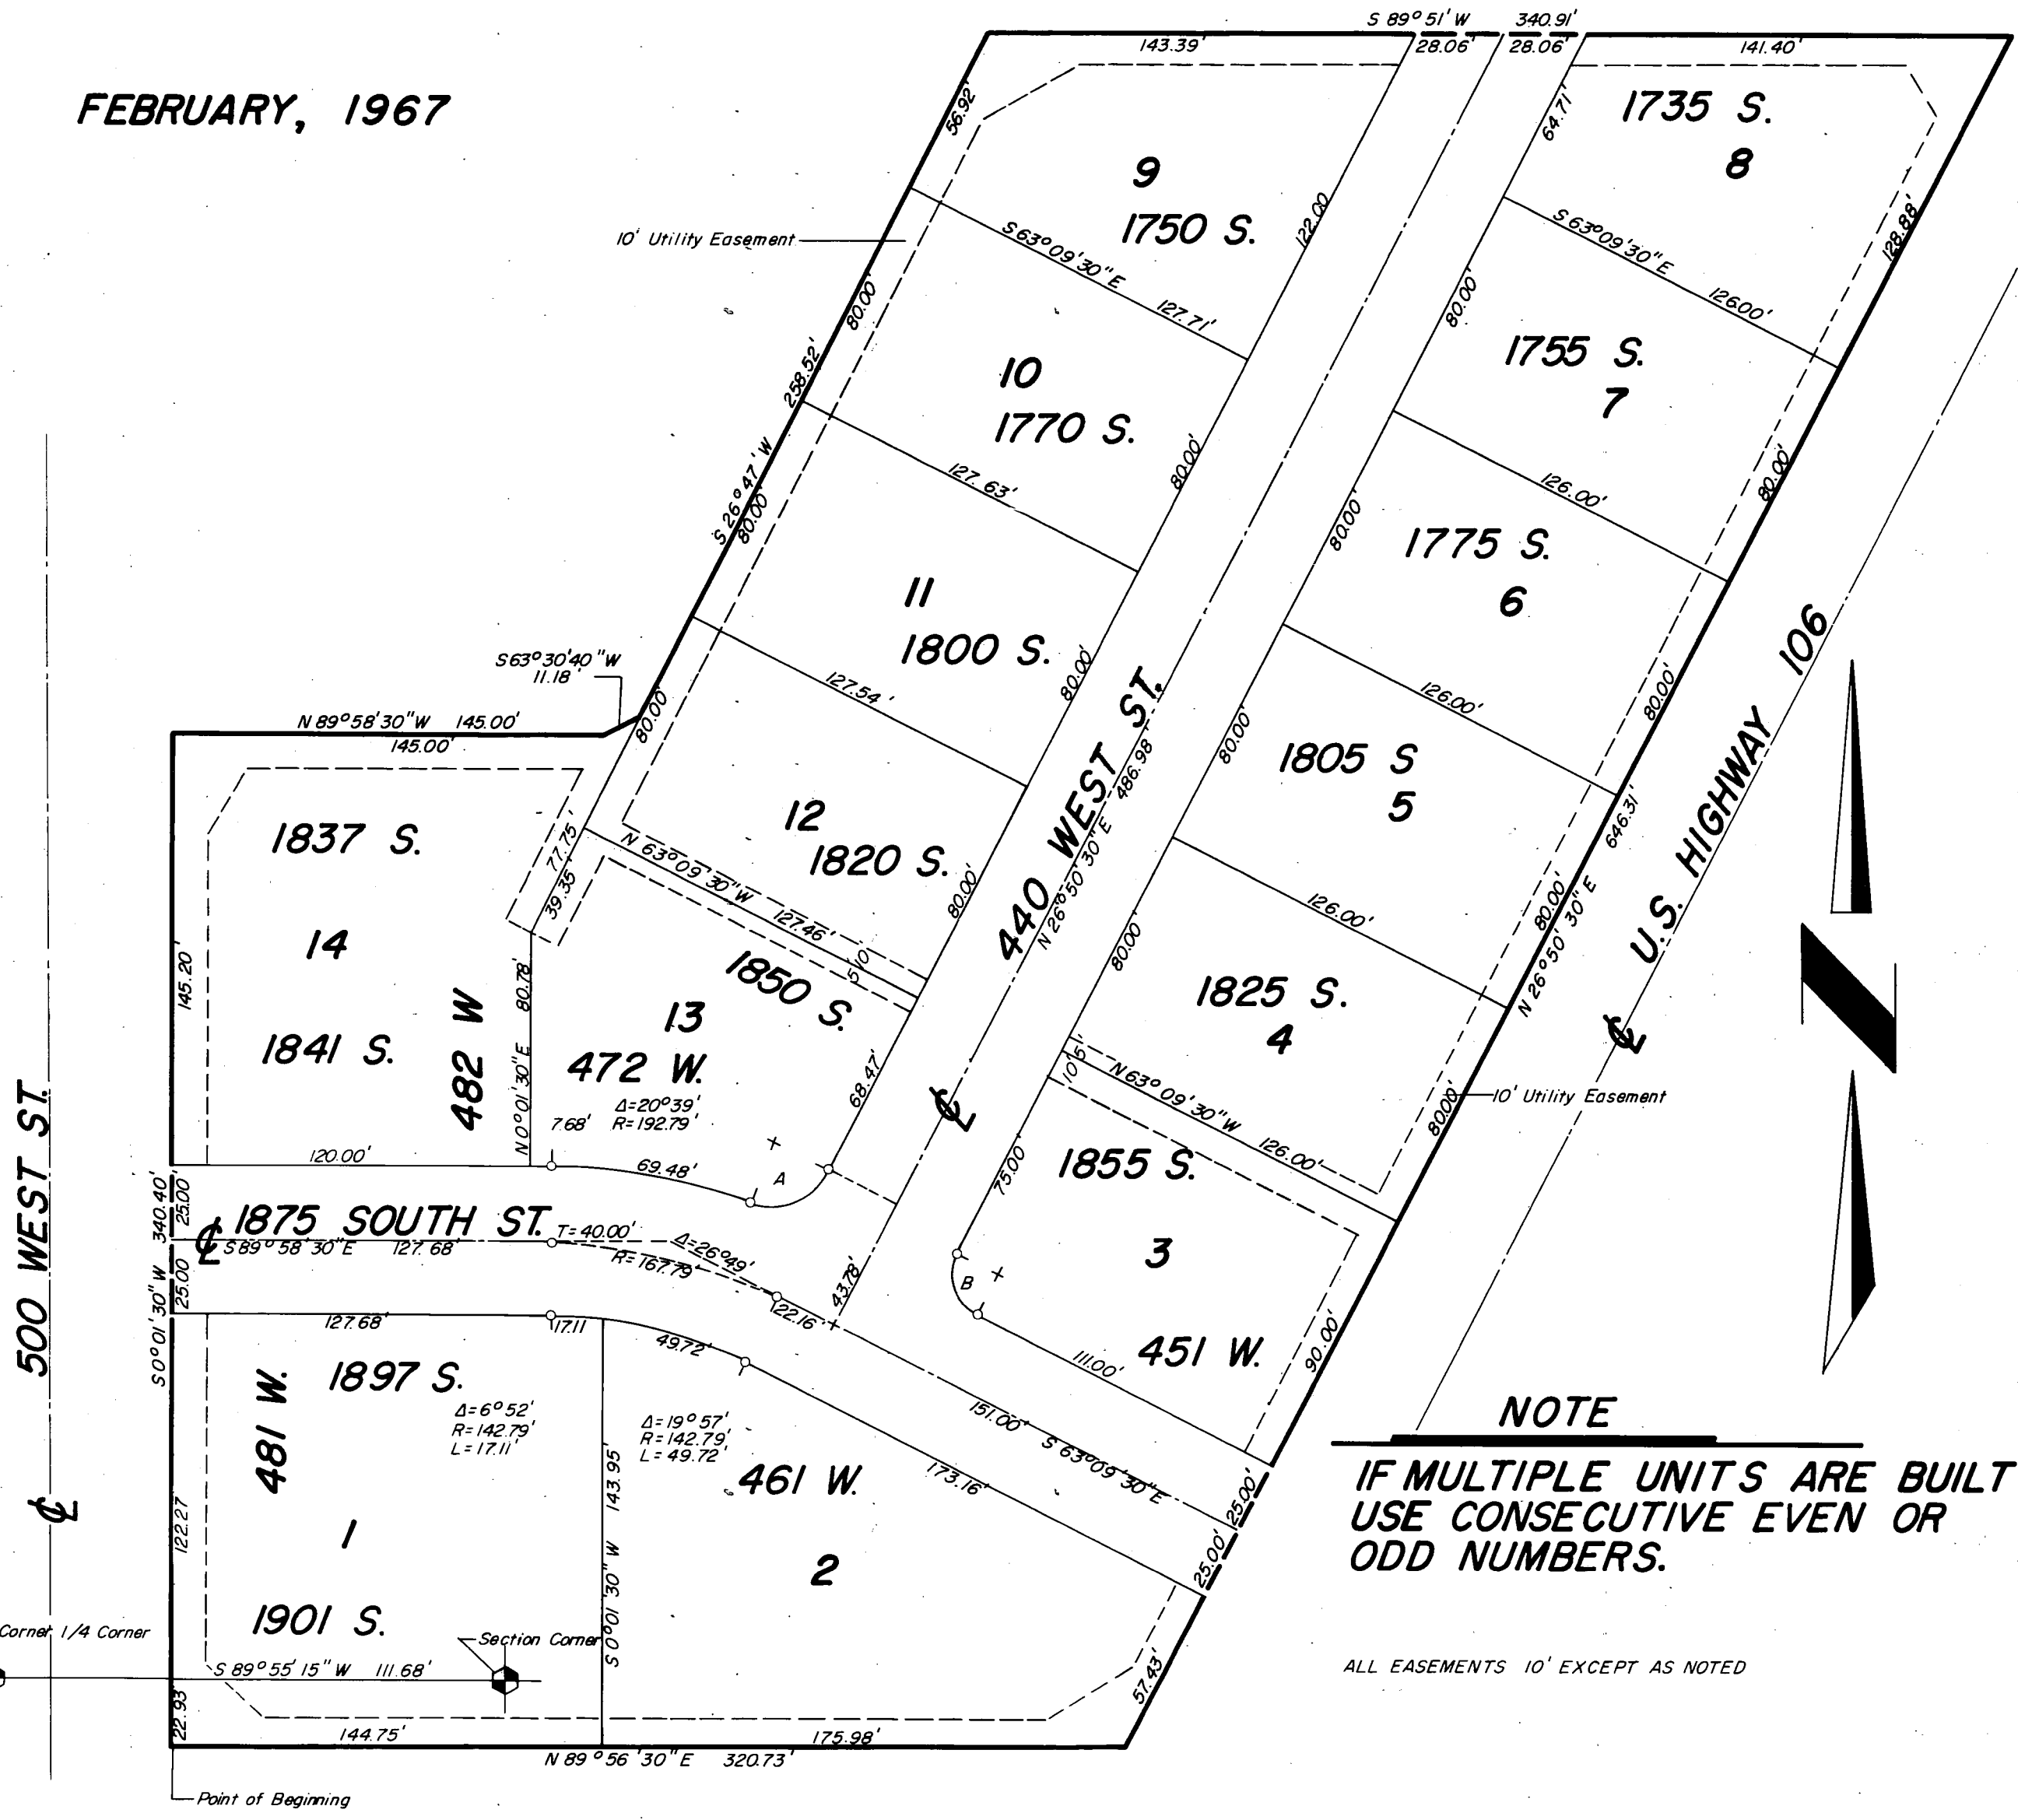 S 89° 51' W 340.91'
143.39' 28.06' 28.06' 141.40'
FEBRUARY, 1967
56.92'
64.71'
1735 S.
8
9
1750 S.
122.00
128.88'
10' Utility Easement
S 63° 09' 30" E 127.71'
S 63° 09' 30" E 126.00'
80.00'
80.00'
258.52'
S 26° 47' W
1755 S.
7
10
1770 S.
80.00'
127.63'
126.00'
80.00'
80.00'
80.00'
1775 S.
6
11
1800 S.
80.00'
127.54'
126.00'
80.00'
S 63° 30' 40" W
11.18'
N 89° 58' 30" W 145.00'
145.00'
80.00'
80.00'
440 WEST ST.
N 26° 50' 30" E 486.98'
1805 S
5
646.31'
N 26° 50' 30" E
U.S. HIGHWAY 106
℄
12
1820 S.
80.00'
N 63° 09' 30" W 127.46'
126.00'
80.00'
80.00'
1837 S.
77.75'
39.35'
14
145.20'
1841 S.
482 W
N 0° 01' 30" E 80.78'
5' 10'
1850 S.
13
472 W.
68.47'
Δ=20° 39'
R=192.79'
7.68'
69.48'
A
℄
1825 S.
4
10' 5'
N 63° 09' 30" W 126.00'
80.00'
10' Utility Easement
1855 S.
75.00'
3
B
451 W.
111.00'
90.00'
500 WEST ST.
℄
120.00'
340.40'
S 0° 01' 30" W
25.00'
25.00
1875 SOUTH ST.
℄
S 89° 58' 30" E 127.68'
T=40.00'
Δ=26° 49'
R=167.79'
22.16'
43.78'
151.00'
S 63° 09' 30" E
25.00'
25.00'
127.68'
17.11
49.72'
173.16'
481 W.
1897 S.
Δ=6° 52'
R=142.79'
L=17.11'
Δ=19° 57'
R=142.79'
L=49.72'
461 W.
122.27
1
S 0° 01' 30" W 143.95'
2
1901 S.
Corner 1/4 Corner
Section Corner
S 89° 55' 15" W 111.68'
22.93'
57.43'
144.75'
175.98'
N 89° 56' 30" E 320.73'
Point of Beginning
NOTE
IF MULTIPLE UNITS ARE BUILT
USE CONSECUTIVE EVEN OR
ODD NUMBERS.
ALL EASEMENTS 10' EXCEPT AS NOTED